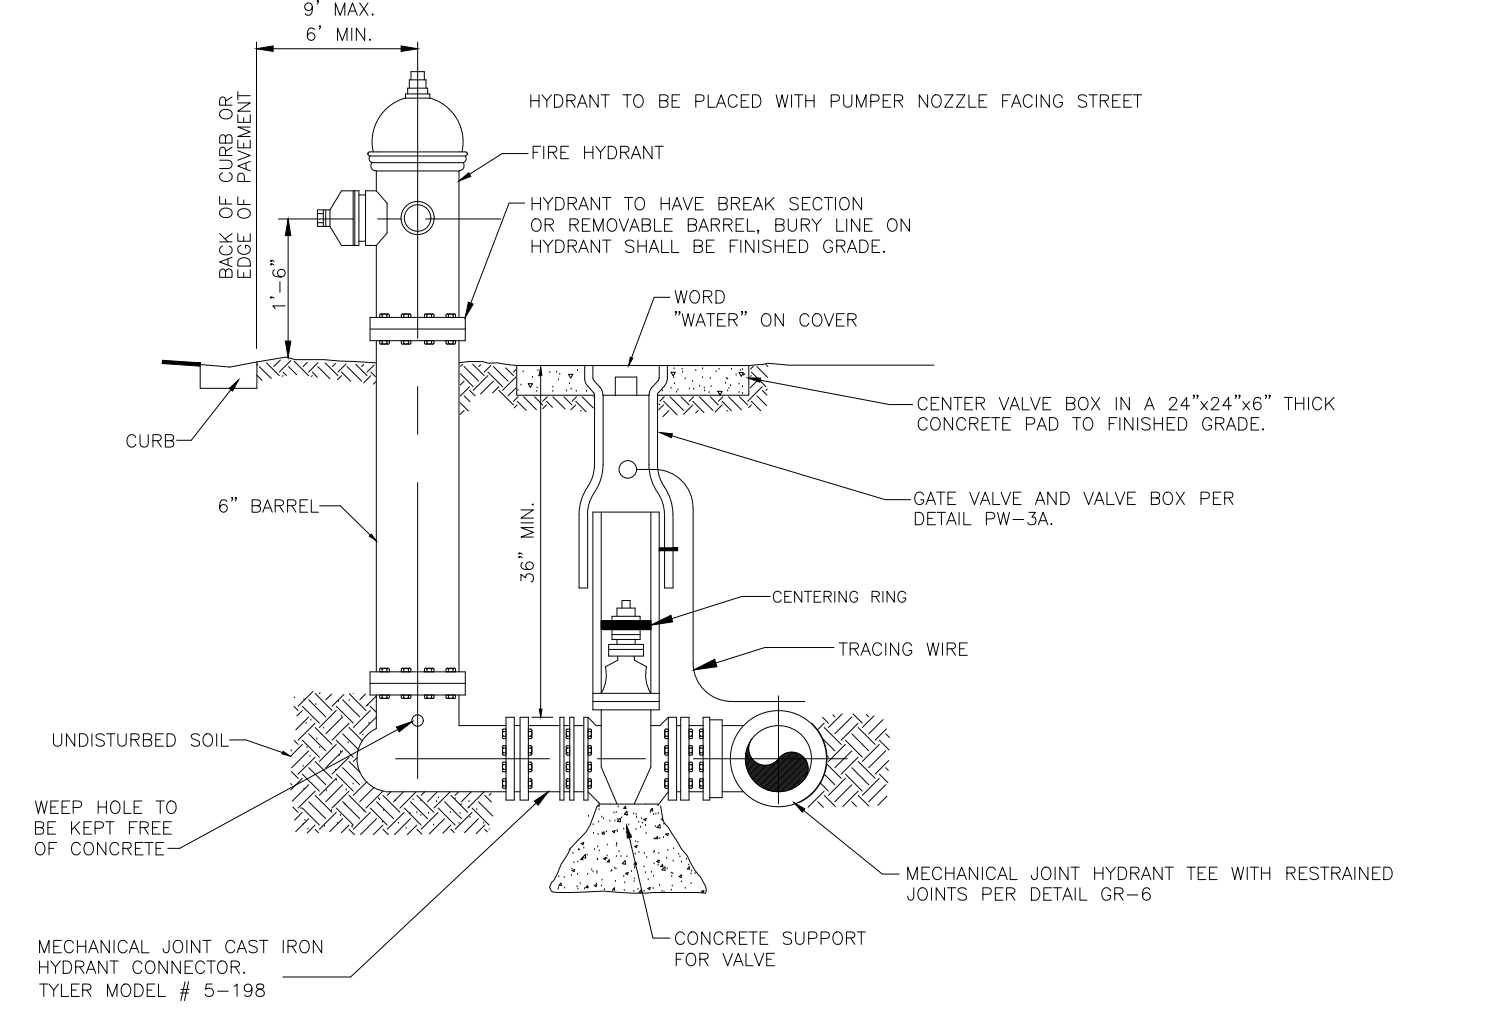 9' MAX.
6' MIN.
BACK OF CURB OR
EDGE OF PAVEMENT
HYDRANT TO BE PLACED WITH PUMPER NOZZLE FACING STREET
FIRE HYDRANT
HYDRANT TO HAVE BREAK SECTION
OR REMOVABLE BARREL, BURY LINE ON
HYDRANT SHALL BE FINISHED GRADE.
1'-6"
WORD
"WATER" ON COVER
CURB
CENTER VALVE BOX IN A 24"x24"x6" THICK
CONCRETE PAD TO FINISHED GRADE.
6" BARREL
36" MIN.
GATE VALVE AND VALVE BOX PER
DETAIL PW-3A.
CENTERING RING
TRACING WIRE
UNDISTURBED SOIL
WEEP HOLE TO
BE KEPT FREE
OF CONCRETE
MECHANICAL JOINT HYDRANT TEE WITH RESTRAINED
JOINTS PER DETAIL GR-6
MECHANICAL JOINT CAST IRON
HYDRANT CONNECTOR.
TYLER MODEL # 5-198
CONCRETE SUPPORT
FOR VALVE